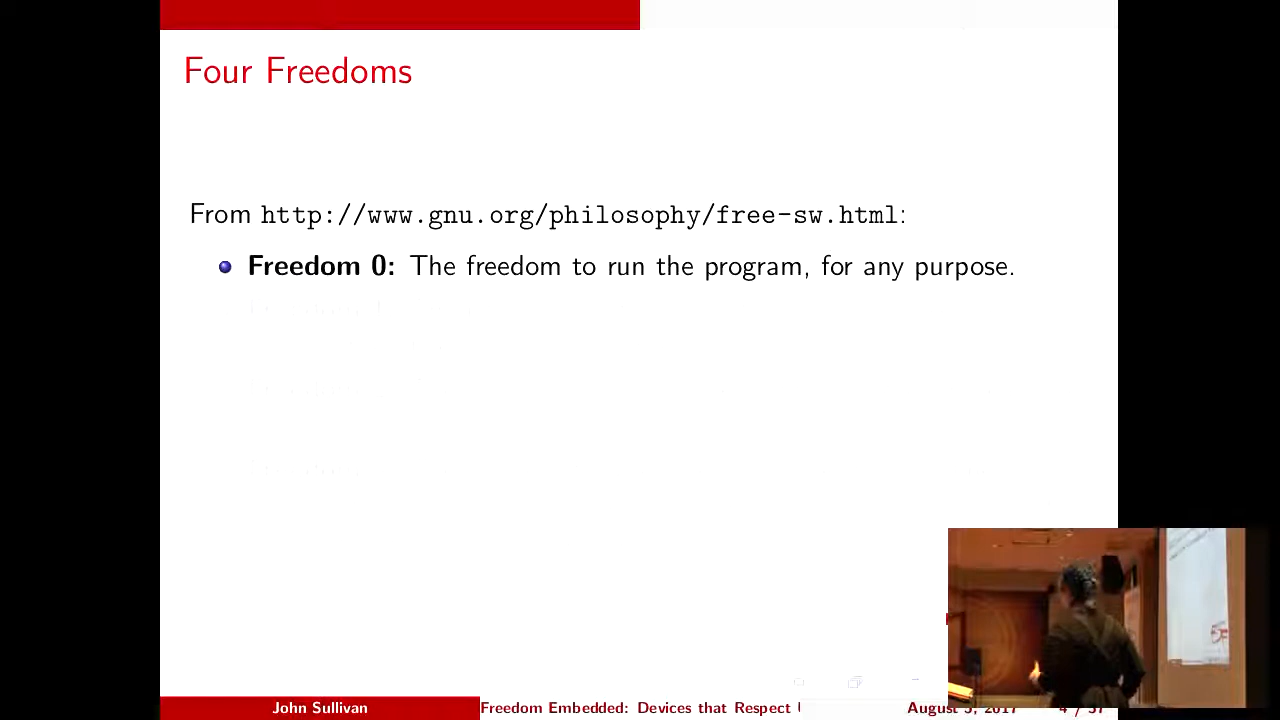 Four Freedoms
From http://www.gnu.org/philosophy/free-sw.html:
Freedom 0: The freedom to run the program, for any purpose.
John Sullivan
Freedom Embedded: Devices that Respect
August 5, 2017
4 / 37